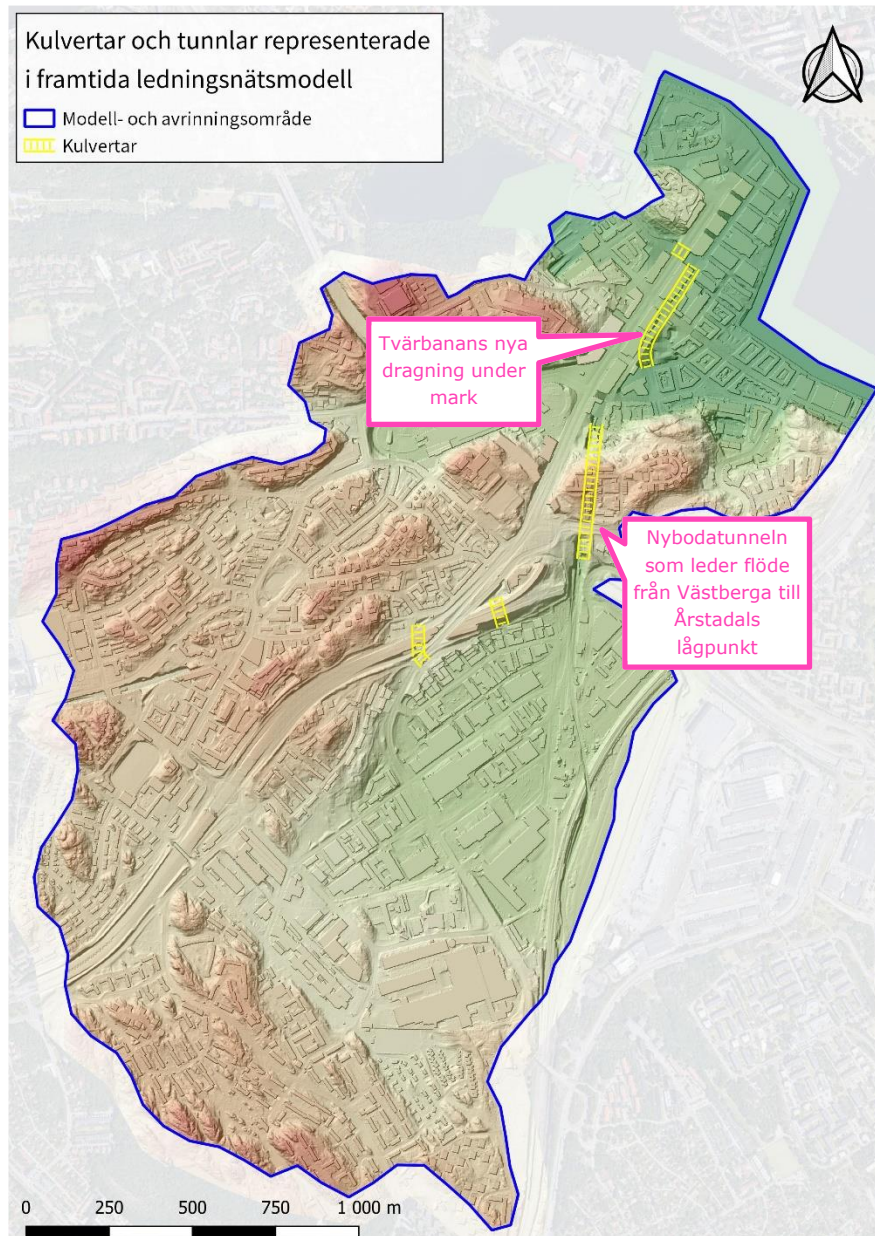 Kulvertar och tunnlar representerade
i framtida ledningsnätsmodell
Modell- och avrinningsområde
Kulvertar
Tvärbanans nya
dragning under
mark
Nybodatunneln
som leder flöde
från Västberga till
Årstadals
lågpunkt
0 250 500 750 1 000 m